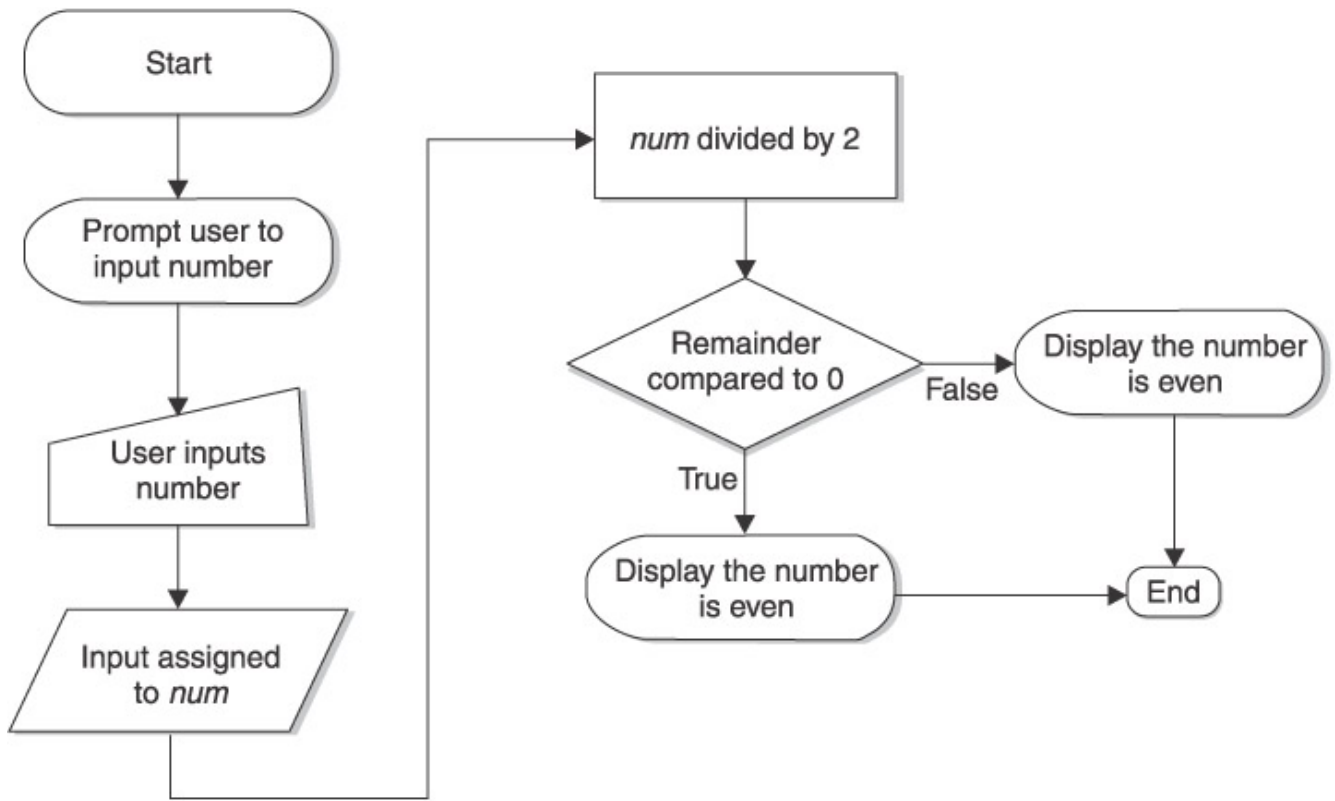 Start
Prompt user to
input number
User inputs
number
Input assigned
to num
num divided by 2
Remainder
compared to 0
False
Display the number
is even
True
Display the number
is even
End